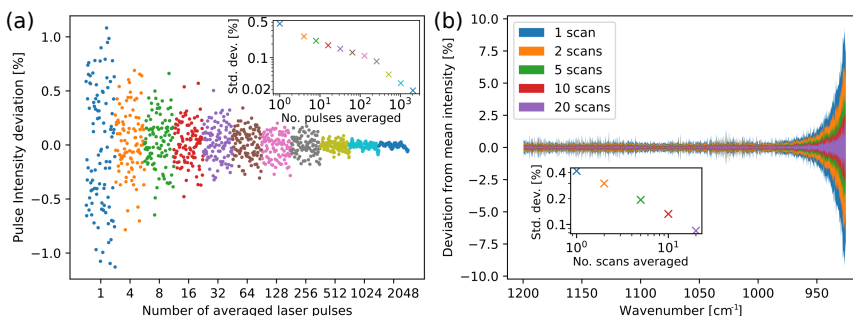 (a)
Pulse Intensity deviation [%]
1.0
0.5
0.0
−0.5
−1.0
1 4 8 16 32 64 128 256 512 1024 2048
Number of averaged laser pulses
Std. dev. [%]
0.5
0.1
0.02
10⁰ 10¹ 10² 10³
No. pulses averaged
(b)
Deviation from mean intensity [%]
10.0
7.5
5.0
2.5
0.0
−2.5
−5.0
−7.5
−10.0
1 scan
2 scans
5 scans
10 scans
20 scans
Std. dev. [%]
0.4
0.1
10⁰ 10¹
No. scans averaged
1200 1150 1100 1050 1000 950
Wavenumber [cm⁻¹]